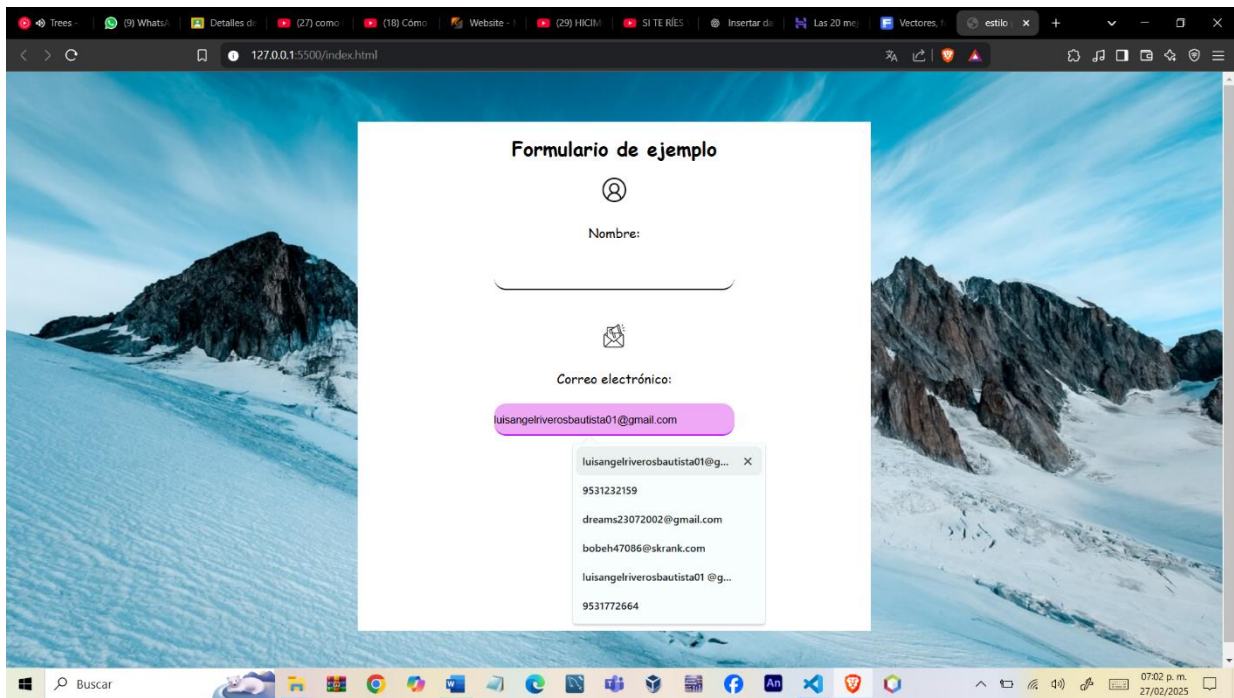 Trees -
(9) WhatsA
Detalles de
(27) como
(18) Cómo
Website -
(29) HICIM
SI TE RÍES
Insertar da
Las 20 mej
Vectores, f
estilo
127.0.0.1:5500/index.html
Formulario de ejemplo
Nombre:
Correo electrónico:
luisangelriverosbautista01@gmail.com
luisangelriverosbautista01@g...
9531232159
dreams23072002@gmail.com
bobeh47086@skrank.com
luisangelriverosbautista01 @g...
9531772664
Buscar
07:02 p. m.
27/02/2025